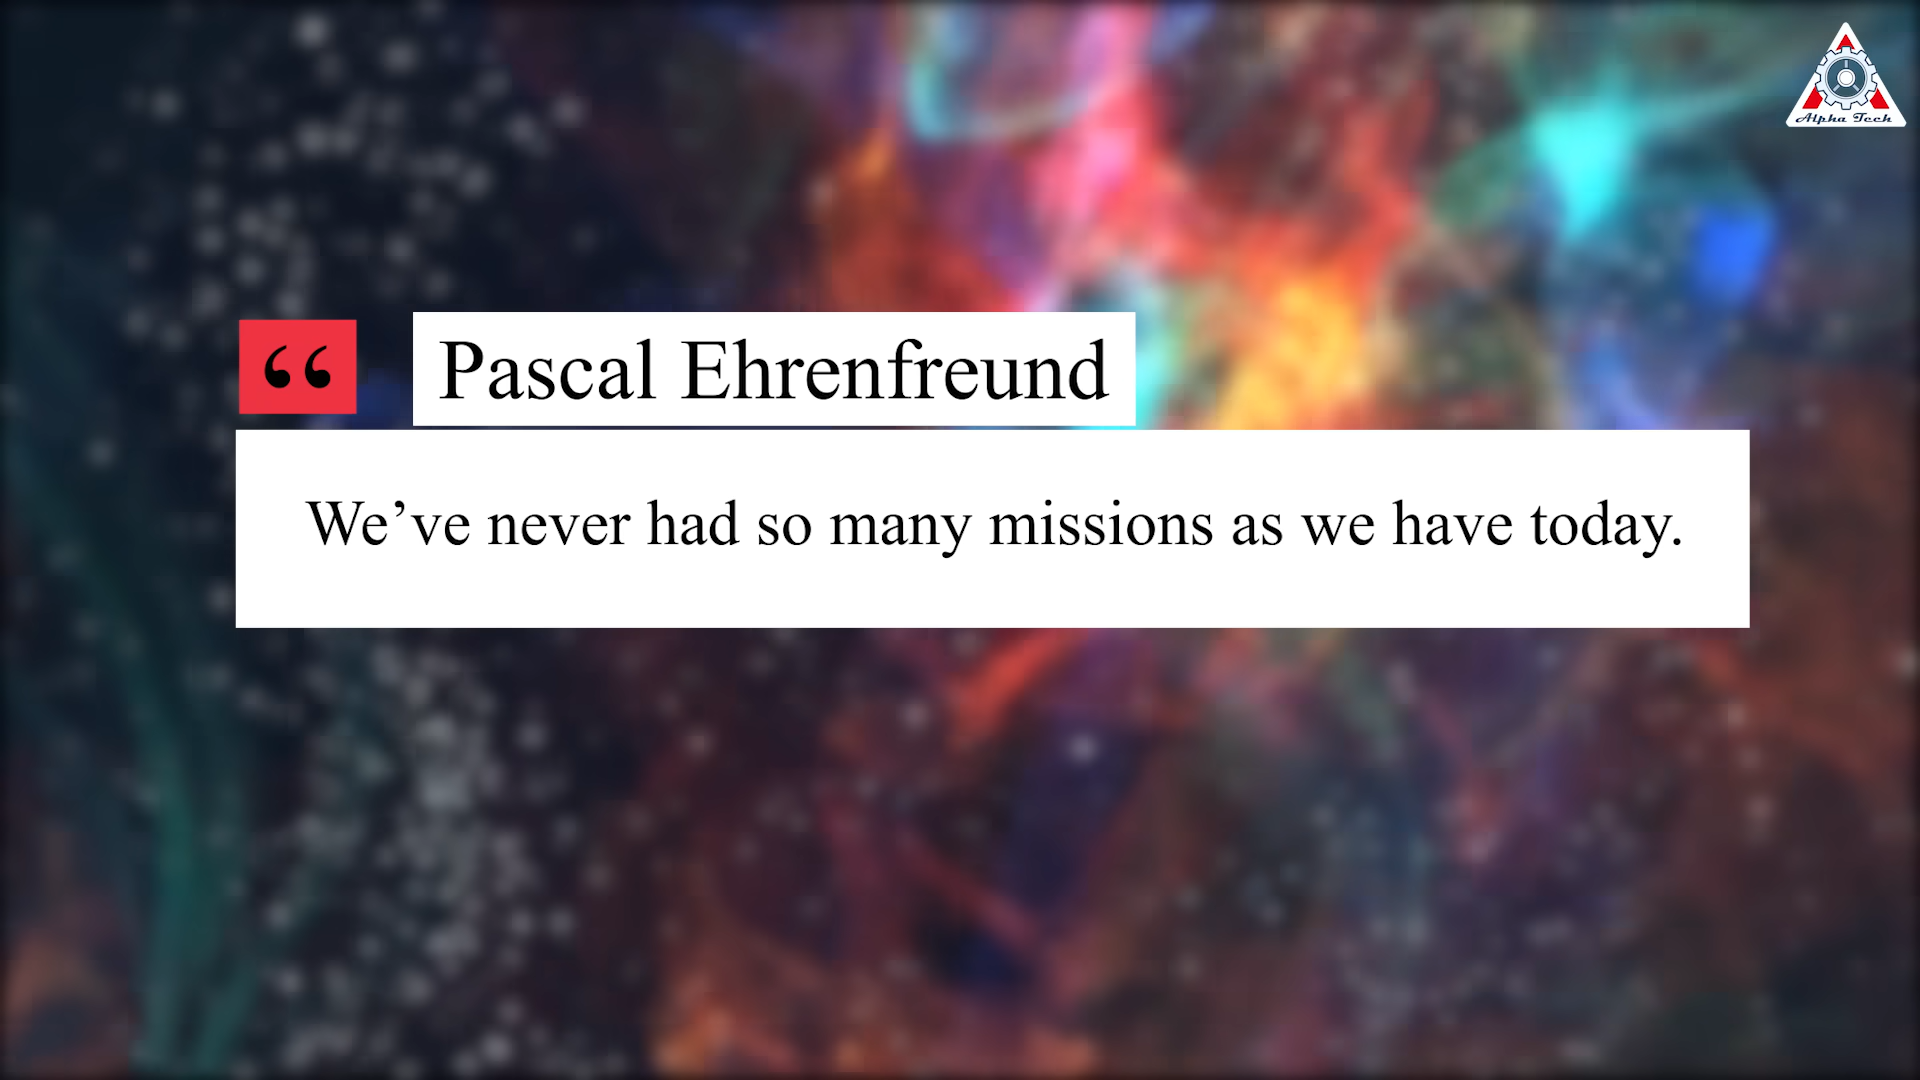 Alpha Tech
“
Pascal Ehrenfreund
We’ve never had so many missions as we have today.